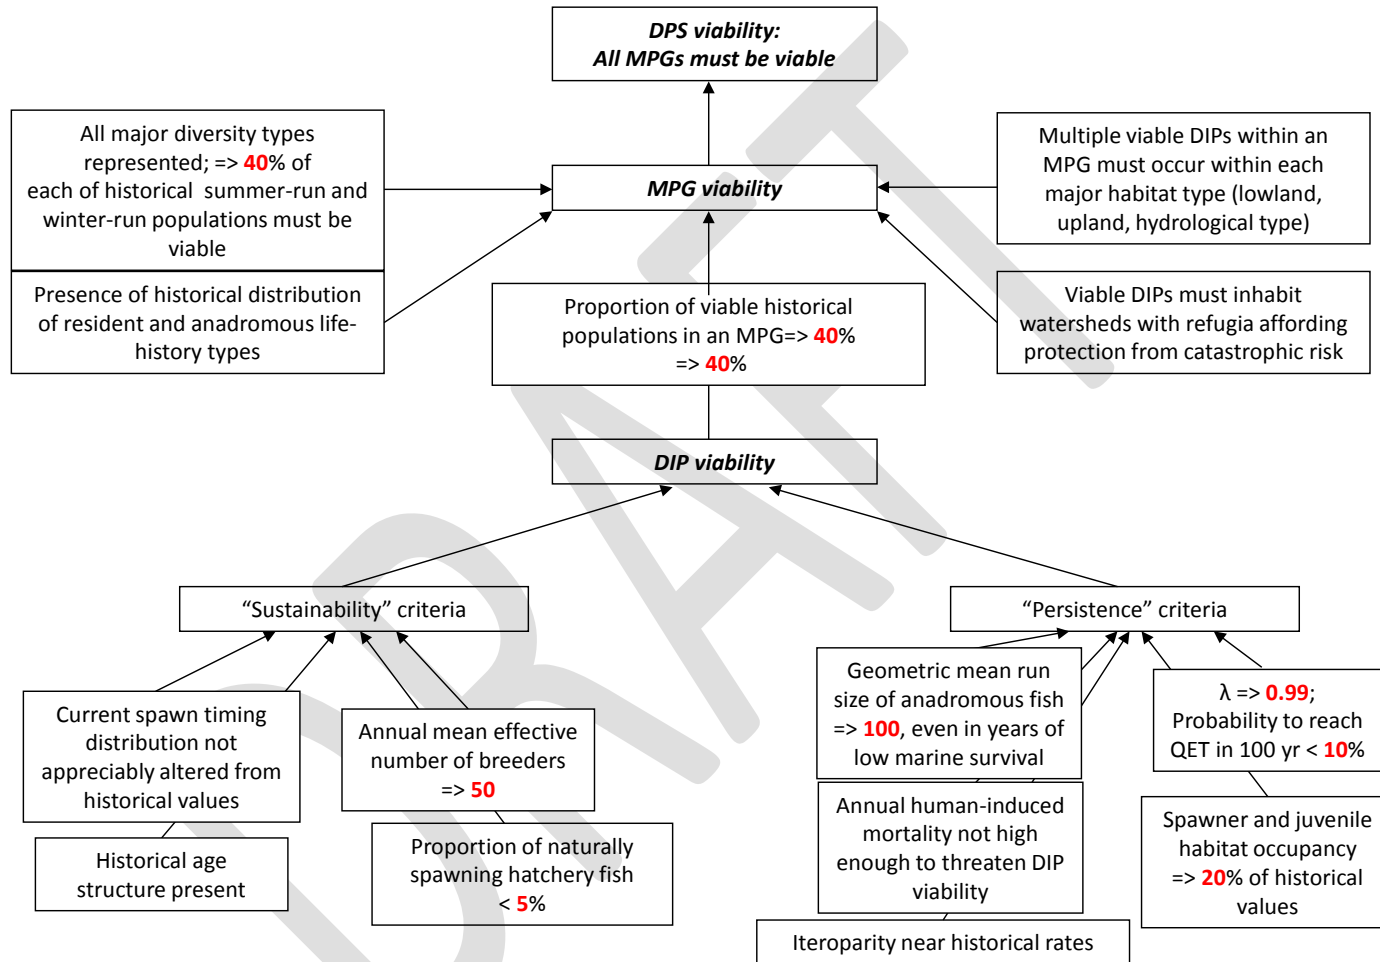 DPS viability:
All MPGs must be viable
All major diversity types
represented; => 40% of
each of historical  summer-run and
winter-run populations must be
viable
Presence of historical distribution
of resident and anadromous life-
history types
MPG viability
Multiple viable DIPs within an
MPG must occur within each
major habitat type (lowland,
upland, hydrological type)
Viable DIPs must inhabit
watersheds with refugia affording
protection from catastrophic risk
Proportion of viable historical
populations in an MPG=> 40%
=> 40%
DIP viability
“Sustainability” criteria
“Persistence” criteria
Current spawn timing
distribution not
appreciably altered from
historical values
Historical age
structure present
Annual mean effective
number of breeders
=> 50
Proportion of naturally
spawning hatchery fish
< 5%
Geometric mean run
size of anadromous fish
=> 100, even in years of
low marine survival
Annual human-induced
mortality not high
enough to threaten DIP
viability
Iteroparity near historical rates
λ => 0.99;
Probability to reach
QET in 100 yr < 10%
Spawner and juvenile
habitat occupancy
=> 20% of historical
values
DRAFT